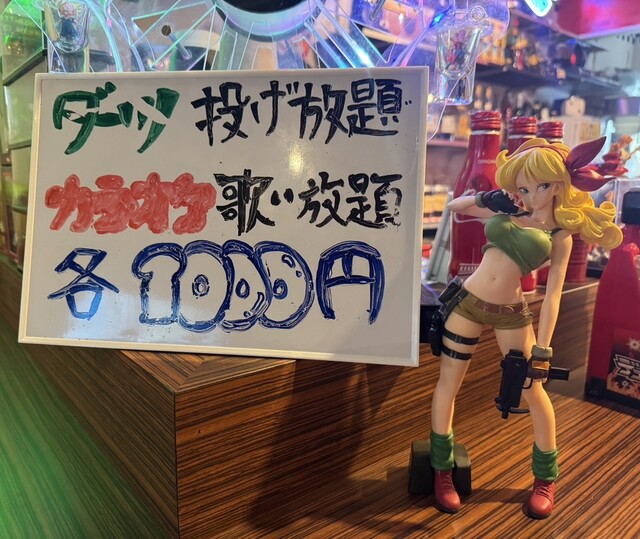 ダーツ 投げ放題
カラオケ 歌い放題
各1000円